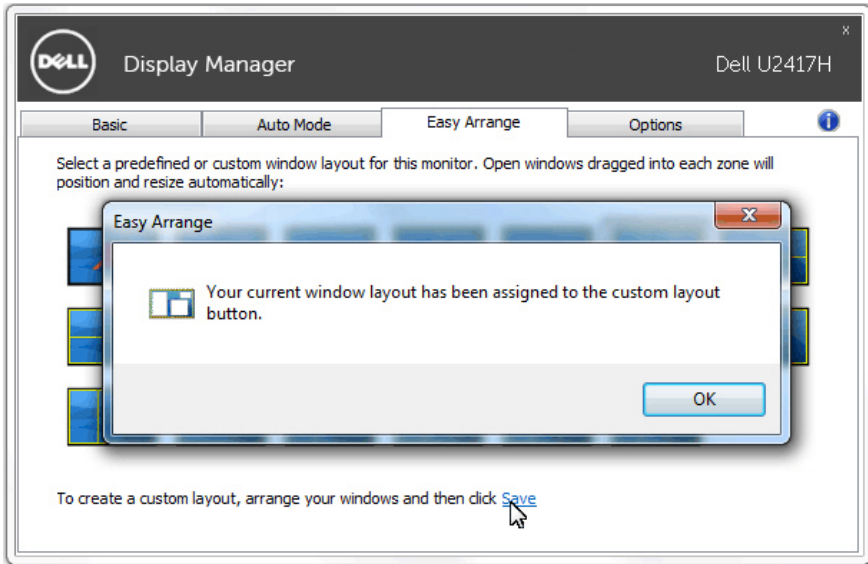 x
DELL
Display Manager
Dell U2417H
Basic
Auto Mode
Easy Arrange
Options
i
Select a predefined or custom window layout for this monitor. Open windows dragged into each zone will
position and resize automatically:
Easy Arrange
x
Your current window layout has been assigned to the custom layout
button.
OK
To create a custom layout, arrange your windows and then click Save